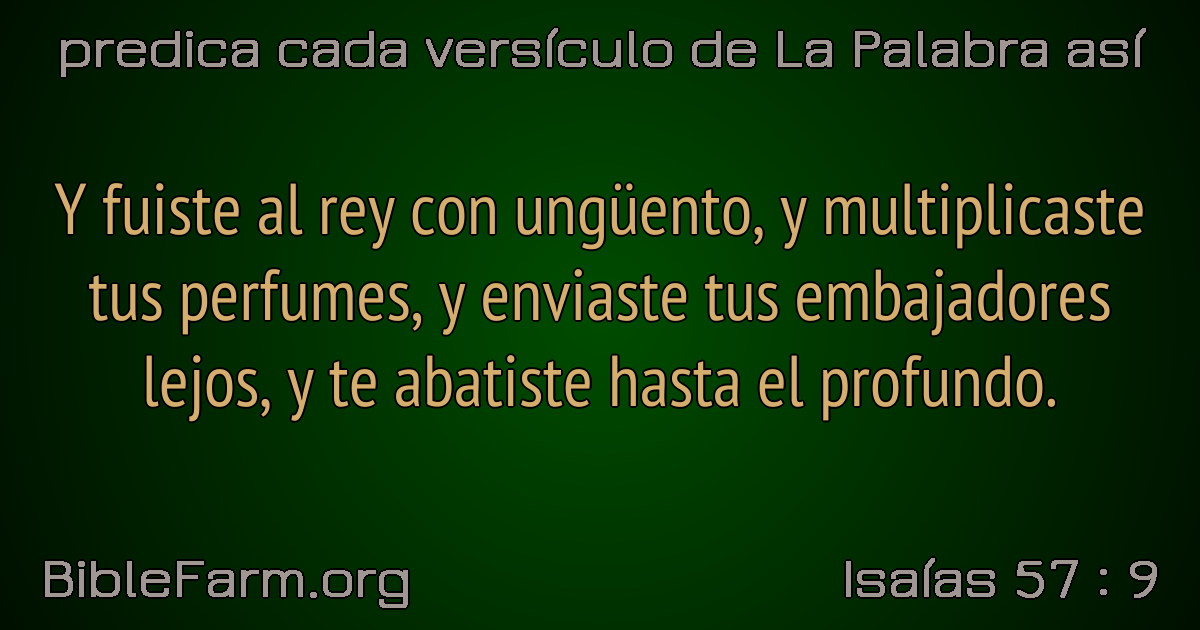 predica cada versículo de La Palabra así
Y fuiste al rey con ungüento, y multiplicaste
tus perfumes, y enviaste tus embajadores
lejos, y te abatiste hasta el profundo.
BibleFarm.org
Isaías 57 : 9